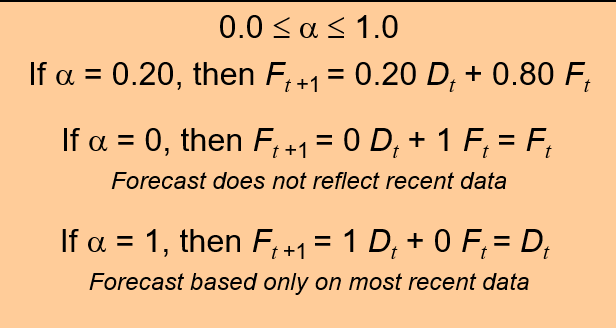 0.0 ≤ α ≤ 1.0
If α = 0.20, then Fₜ₊₁ = 0.20 Dₜ + 0.80 Fₜ
If α = 0, then Fₜ₊₁ = 0 Dₜ + 1 Fₜ = Fₜ
Forecast does not reflect recent data
If α = 1, then Fₜ₊₁ = 1 Dₜ + 0 Fₜ = Dₜ
Forecast based only on most recent data